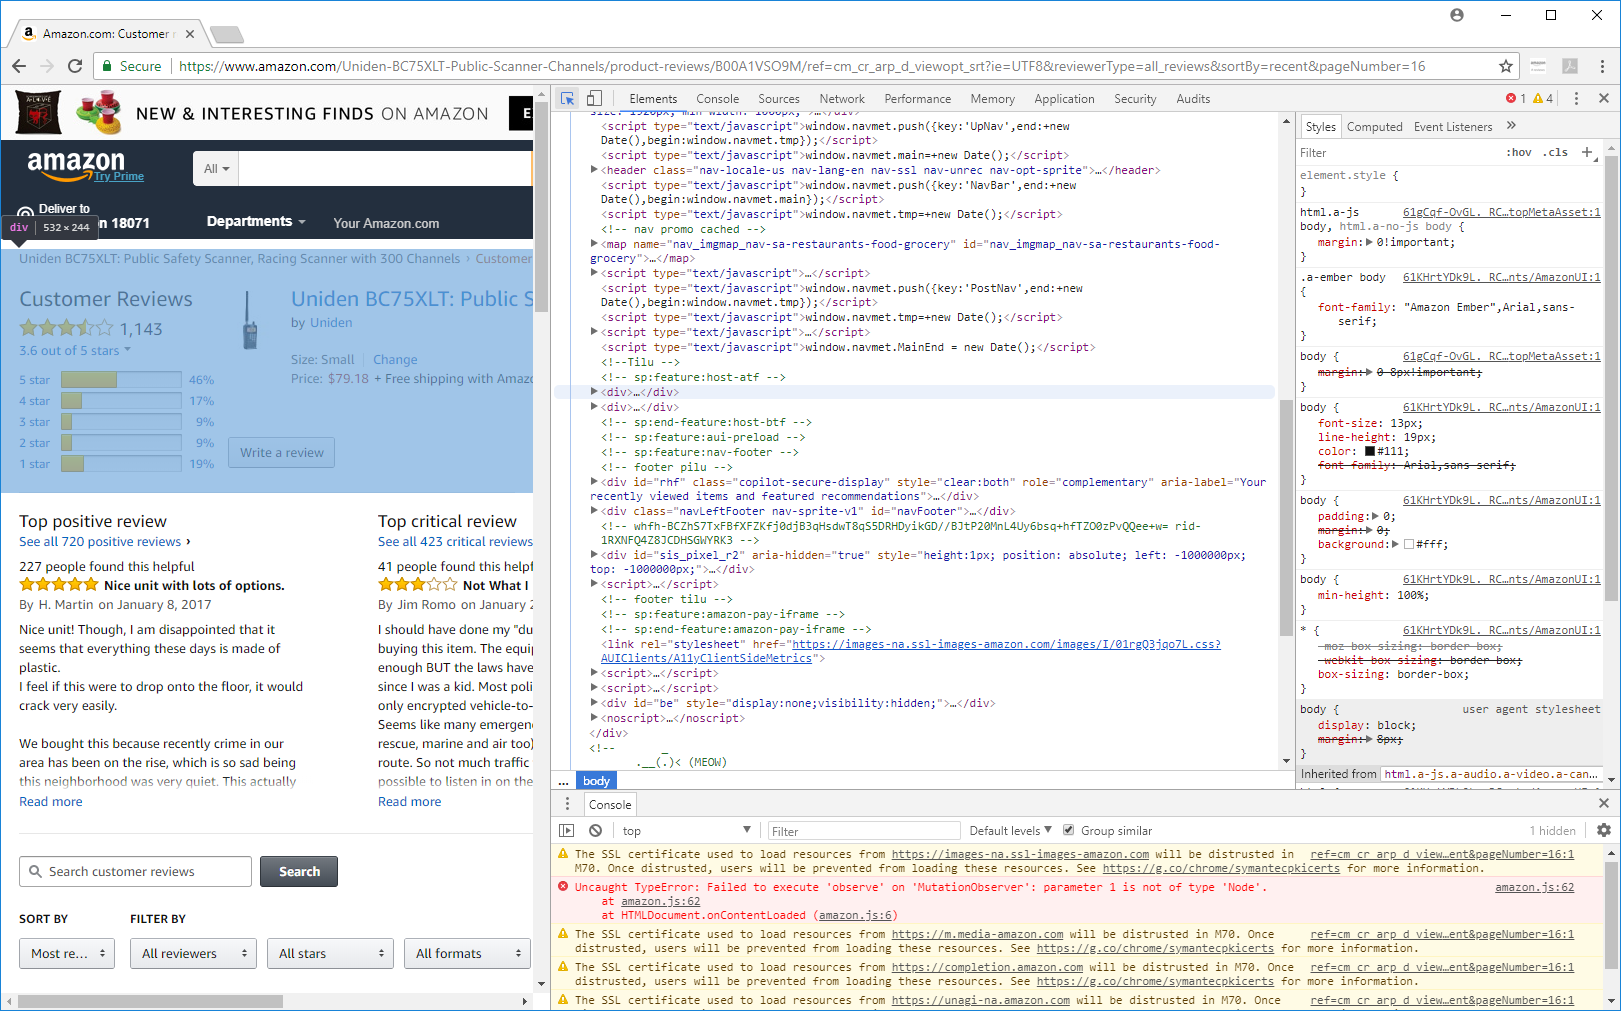 Amazon.com: Customer r
Secure
https://www.amazon.com/Uniden-BC75XLT-Public-Scanner-Channels/product-reviews/B00A1VSO9M/ref=cm_cr_arp_d_viewopt_srt?ie=UTF8&reviewerType=all_reviews&sortBy=recent&pageNumber=16
NEW & INTERESTING FINDS ON AMAZON
E
amazon
Try Prime
All
Deliver to
n 18071
Departments
Your Amazon.com
div 532 × 244
Uniden BC75XLT: Public Safety Scanner, Racing Scanner with 300 Channels › Customer
Customer Reviews
1,143
3.6 out of 5 stars
5 star 46%
4 star 17%
3 star 9%
2 star 9%
1 star 19%
Uniden BC75XLT: Public S
by Uniden
Size: Small | Change
Price: $79.18 + Free shipping with Amazo
Write a review
Top positive review
See all 720 positive reviews ›
227 people found this helpful
Nice unit with lots of options.
By H. Martin on January 8, 2017
Nice unit! Though, I am disappointed that it
seems that everything these days is made of
plastic.
I feel if this were to drop onto the floor, it would
crack very easily.
We bought this because recently crime in our
area has been on the rise, which is so sad being
this neighborhood was very quiet. This actually
Read more
Top critical review
See all 423 critical reviews
41 people found this helpf
Not What I
By Jim Romo on January 2
I should have done my "du
buying this item. The equip
enough BUT the laws have
since I was a kid. Most poli
only encrypted vehicle-to-
Seems like many emergen
rescue, marine and air too)
route. So not much traffic
possible to listen in on the
Read more
Search customer reviews
Search
SORT BY
FILTER BY
Most re...
All reviewers
All stars
All formats
Elements Console Sources Network Performance Memory Application Security Audits
1 4
size: 1920px; min-width: 1000px; ">…</div>
<script type="text/javascript">window.navmet.push({key:'UpNav',end:+new
Date(),begin:window.navmet.tmp});</script>
<script type="text/javascript">window.navmet.main=+new Date();</script>
<header class="nav-locale-us nav-lang-en nav-ssl nav-unrec nav-opt-sprite">…</header>
<script type="text/javascript">window.navmet.push({key:'NavBar',end:+new
Date(),begin:window.navmet.main});</script>
<script type="text/javascript">window.navmet.tmp=+new Date();</script>
<!-- nav promo cached -->
<map name="nav_imgmap_nav-sa-restaurants-food-grocery" id="nav_imgmap_nav-sa-restaurants-food-
grocery">…</map>
<script type="text/javascript">…</script>
<script type="text/javascript">window.navmet.push({key:'PostNav',end:+new
Date(),begin:window.navmet.tmp});</script>
<script type="text/javascript">window.navmet.tmp=+new Date();</script>
<script type="text/javascript">…</script>
<script type="text/javascript">window.navmet.MainEnd = new Date();</script>
<!--Tilu -->
<!-- sp:feature:host-atf -->
<div>…</div>
<div>…</div>
<!-- sp:end-feature:host-btf -->
<!-- sp:feature:aui-preload -->
<!-- sp:feature:nav-footer -->
<!-- footer pilu -->
<div id="rhf" class="copilot-secure-display" style="clear:both" role="complementary" aria-label="Your
recently viewed items and featured recommendations">…</div>
<div class="navLeftFooter nav-sprite-v1" id="navFooter">…</div>
<!-- whfh-BCZhS7TxFBfXFZKfj0djB3qHsdwT8qS5DRHDyikGD//BJtP20MnL4Uy6bsq+hfTZO0zPvQQee+w= rid-
1RXNFQ4Z8JCDHSGWYRK3 -->
<div id="sis_pixel_r2" aria-hidden="true" style="height:1px; position: absolute; left: -1000000px;
top: -1000000px;">…</div>
<script>…</script>
<!-- footer tilu -->
<!-- sp:feature:amazon-pay-iframe -->
<!-- sp:end-feature:amazon-pay-iframe -->
<link rel="stylesheet" href="https://images-na.ssl-images-amazon.com/images/I/01rgQ3jqo7L.css?
AUIClients/A11yClientSideMetrics">
<script>…</script>
<script>…</script>
<div id="be" style="display:none;visibility:hidden;">…</div>
<noscript>…</noscript>
</div>
<!--
_
.__(.)< (MEOW)
... body
Styles Computed Event Listeners »
Filter :hov .cls +
element.style {
}
html.a-js 61gCqf-OvGL._RC…topMetaAsset:1
body, html.a-no-js body {
margin: 0!important;
}
.a-ember body 61KHrtYDk9L._RC…nts/AmazonUI:1
{
font-family: "Amazon Ember",Arial,sans-
serif;
}
body { 61gCqf-OvGL._RC…topMetaAsset:1
margin: 0 8px!important;
}
body { 61KHrtYDk9L._RC…nts/AmazonUI:1
font-size: 13px;
line-height: 19px;
color: #111;
font-family: Arial,sans-serif;
}
body { 61KHrtYDk9L._RC…nts/AmazonUI:1
padding: 0;
margin: 0;
background: #fff;
}
body { 61KHrtYDk9L._RC…nts/AmazonUI:1
min-height: 100%;
}
* { 61KHrtYDk9L._RC…nts/AmazonUI:1
-moz-box-sizing: border-box;
-webkit-box-sizing: border-box;
box-sizing: border-box;
}
body { user agent stylesheet
display: block;
margin: 8px;
}
Inherited from html.a-js.a-audio.a-video.a-can…
Console
top Filter Default levels Group similar 1 hidden
The SSL certificate used to load resources from https://images-na.ssl-images-amazon.com will be distrusted in ref=cm_cr_arp_d_view…ent&pageNumber=16:1
M70. Once distrusted, users will be prevented from loading these resources. See https://g.co/chrome/symantecpkicerts for more information.
Uncaught TypeError: Failed to execute 'observe' on 'MutationObserver': parameter 1 is not of type 'Node'. amazon.js:62
at amazon.js:62
at HTMLDocument.onContentLoaded (amazon.js:6)
The SSL certificate used to load resources from https://m.media-amazon.com will be distrusted in M70. Once ref=cm_cr_arp_d_view…ent&pageNumber=16:1
distrusted, users will be prevented from loading these resources. See https://g.co/chrome/symantecpkicerts for more information.
The SSL certificate used to load resources from https://completion.amazon.com will be distrusted in M70. Once ref=cm_cr_arp_d_view…ent&pageNumber=16:1
distrusted, users will be prevented from loading these resources. See https://g.co/chrome/symantecpkicerts for more information.
The SSL certificate used to load resources from https://unagi-na.amazon.com will be distrusted in M70. Once ref=cm_cr_arp_d_view…ent&pageNumber=16:1